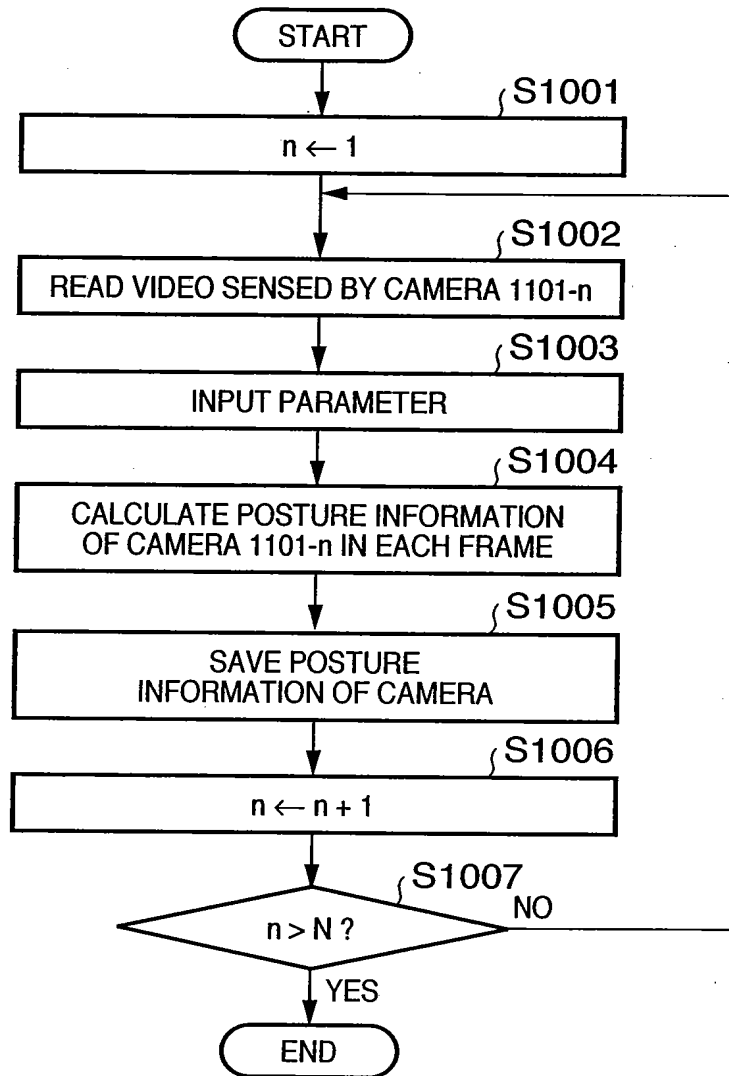 START
S1001
n ← 1
S1002
READ VIDEO SENSED BY CAMERA 1101-n
S1003
INPUT PARAMETER
S1004
CALCULATE POSTURE INFORMATION
OF CAMERA 1101-n IN EACH FRAME
S1005
SAVE POSTURE
INFORMATION OF CAMERA
S1006
n ← n + 1
S1007
n > N ?
NO
YES
END